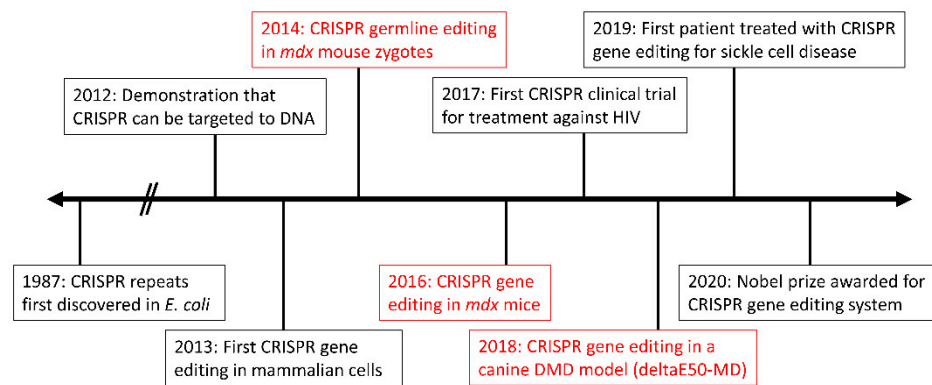 2014: CRISPR germline editing
in mdx mouse zygotes
2019: First patient treated with CRISPR
gene editing for sickle cell disease
2012: Demonstration that
CRISPR can be targeted to DNA
2017: First CRISPR clinical trial
for treatment against HIV
1987: CRISPR repeats
first discovered in E. coli
2016: CRISPR gene
editing in mdx mice
2020: Nobel prize awarded for
CRISPR gene editing system
2013: First CRISPR gene
editing in mammalian cells
2018: CRISPR gene editing in a
canine DMD model (deltaE50-MD)